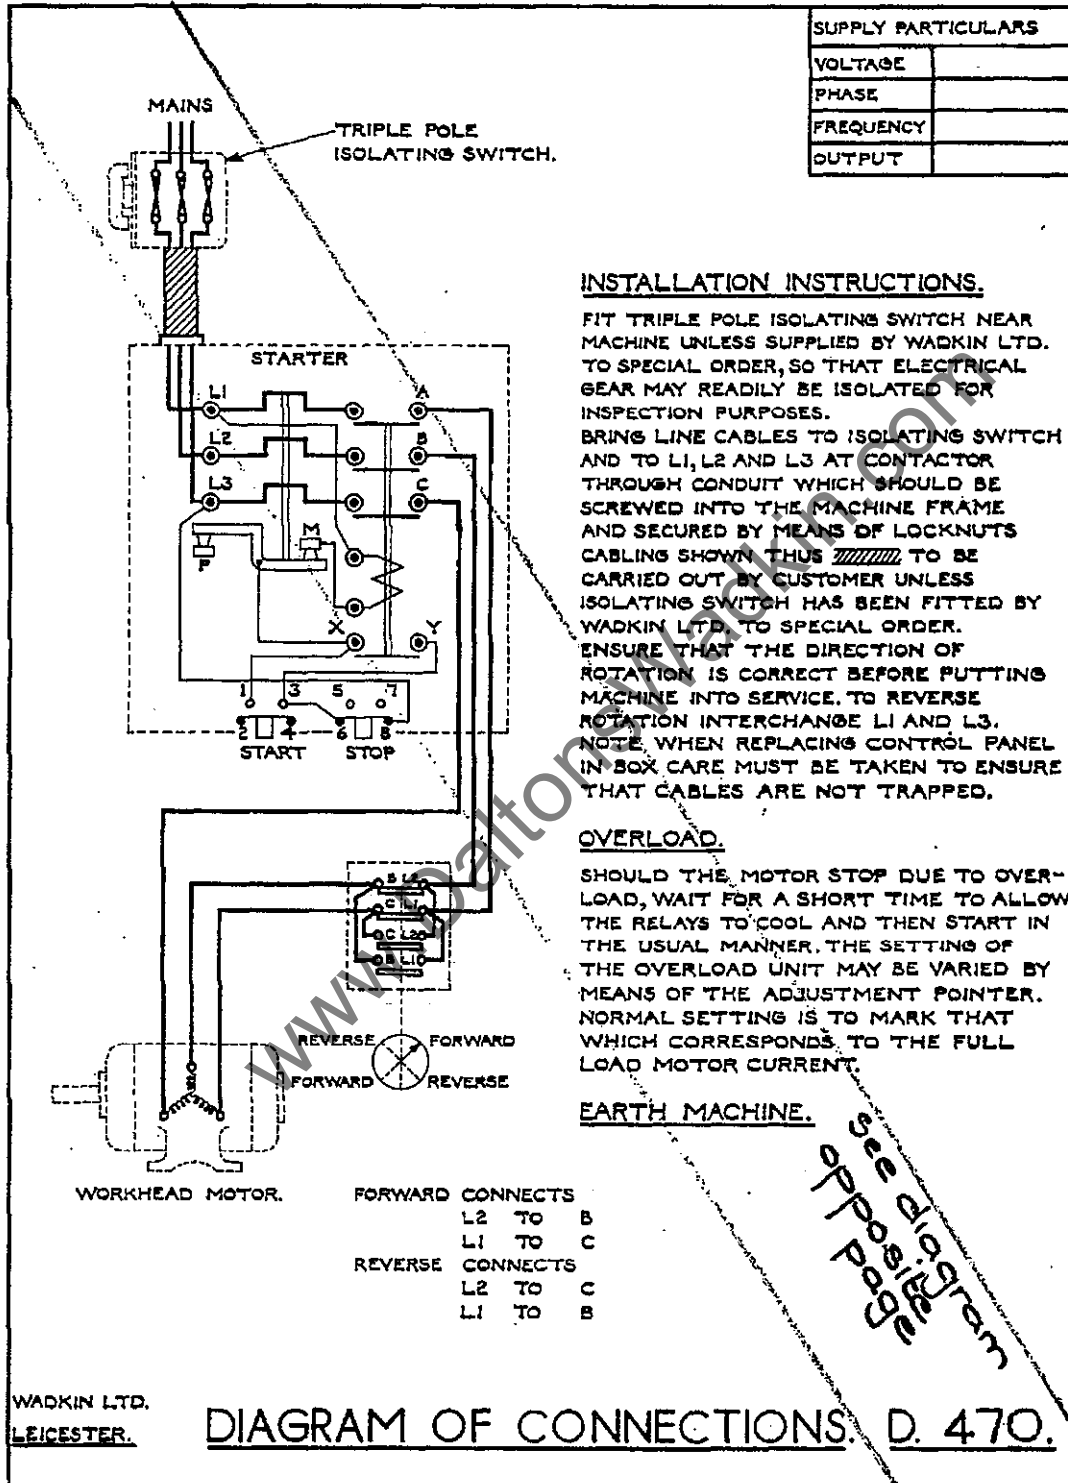 SUPPLY PARTICULARS
VOLTAGE
PHASE
FREQUENCY
OUTPUT
MAINS
TRIPLE POLE
ISOLATING SWITCH.
STARTER
L1
A
L2
B
L3
C
P
M
X
Y
1
3
5
7
2
4
6
8
START
STOP
INSTALLATION INSTRUCTIONS.
FIT TRIPLE POLE ISOLATING SWITCH NEAR
MACHINE UNLESS SUPPLIED BY WADKIN LTD.
TO SPECIAL ORDER, SO THAT ELECTRICAL
GEAR MAY READILY BE ISOLATED FOR
INSPECTION PURPOSES.
BRING LINE CABLES TO ISOLATING SWITCH
AND TO L1, L2 AND L3 AT CONTACTOR
THROUGH CONDUIT WHICH SHOULD BE
SCREWED INTO THE MACHINE FRAME
AND SECURED BY MEANS OF LOCKNUTS
CABLING SHOWN THUS TO BE
CARRIED OUT BY CUSTOMER UNLESS
ISOLATING SWITCH HAS BEEN FITTED BY
WADKIN LTD. TO SPECIAL ORDER.
ENSURE THAT THE DIRECTION OF
ROTATION IS CORRECT BEFORE PUTTING
MACHINE INTO SERVICE. TO REVERSE
ROTATION INTERCHANGE L1 AND L3.
NOTE WHEN REPLACING CONTROL PANEL
IN BOX CARE MUST BE TAKEN TO ENSURE
THAT CABLES ARE NOT TRAPPED.
OVERLOAD.
SHOULD THE MOTOR STOP DUE TO OVER-
LOAD, WAIT FOR A SHORT TIME TO ALLOW
THE RELAYS TO COOL AND THEN START IN
THE USUAL MANNER. THE SETTING OF
THE OVERLOAD UNIT MAY BE VARIED BY
MEANS OF THE ADJUSTMENT POINTER.
NORMAL SETTING IS TO MARK THAT
WHICH CORRESPONDS TO THE FULL
LOAD MOTOR CURRENT.
EARTH MACHINE.
B L2
C L1
C L2
B L1
REVERSE FORWARD
FORWARD REVERSE
WORKHEAD MOTOR.
FORWARD CONNECTS
L2 TO B
L1 TO C
REVERSE CONNECTS
L2 TO C
L1 TO B
see diagram
opposite
page
www.DaltonsWadkin.com
WADKIN LTD.
LEICESTER.
DIAGRAM OF CONNECTIONS. D. 470.